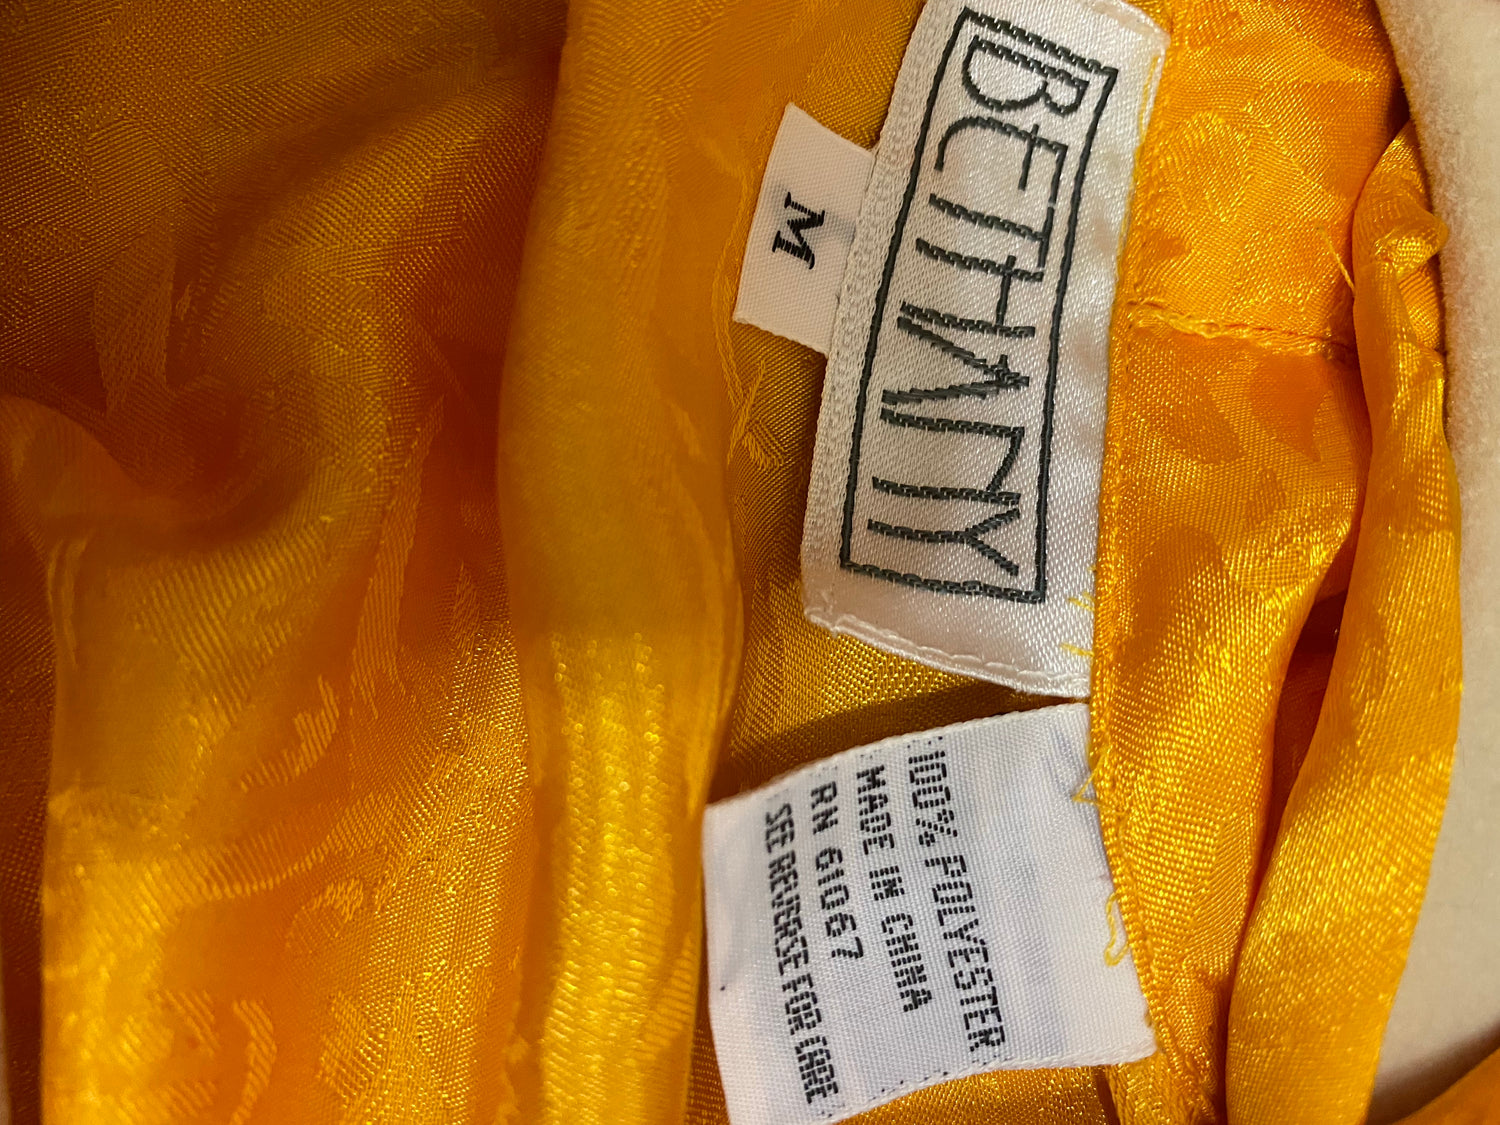 BETHANY
M
100% POLYESTER
MADE IN CHINA
RN 61067
SEE REVERSE FOR CARE